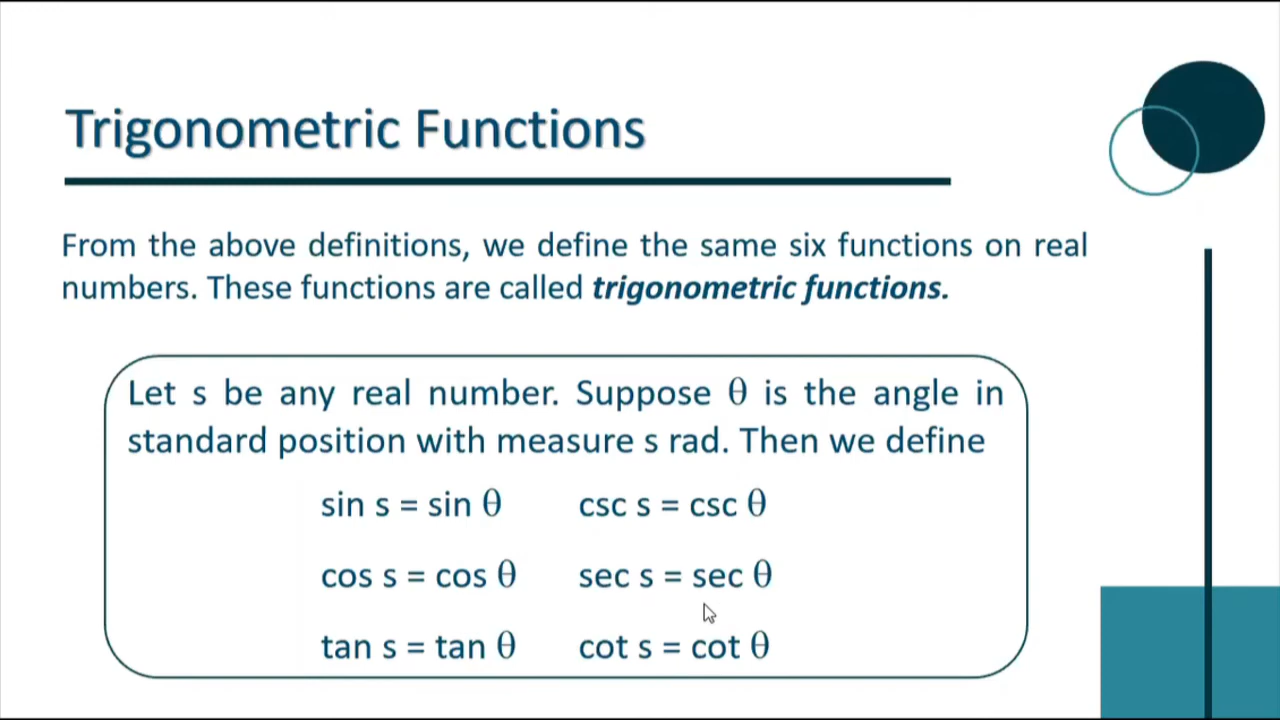 Trigonometric Functions
From the above definitions, we define the same six functions on real
numbers. These functions are called trigonometric functions.
Let s be any real number. Suppose θ is the angle in
standard position with measure s rad. Then we define
sin s = sin θ csc s = csc θ
cos s = cos θ sec s = sec θ
tan s = tan θ cot s = cot θ